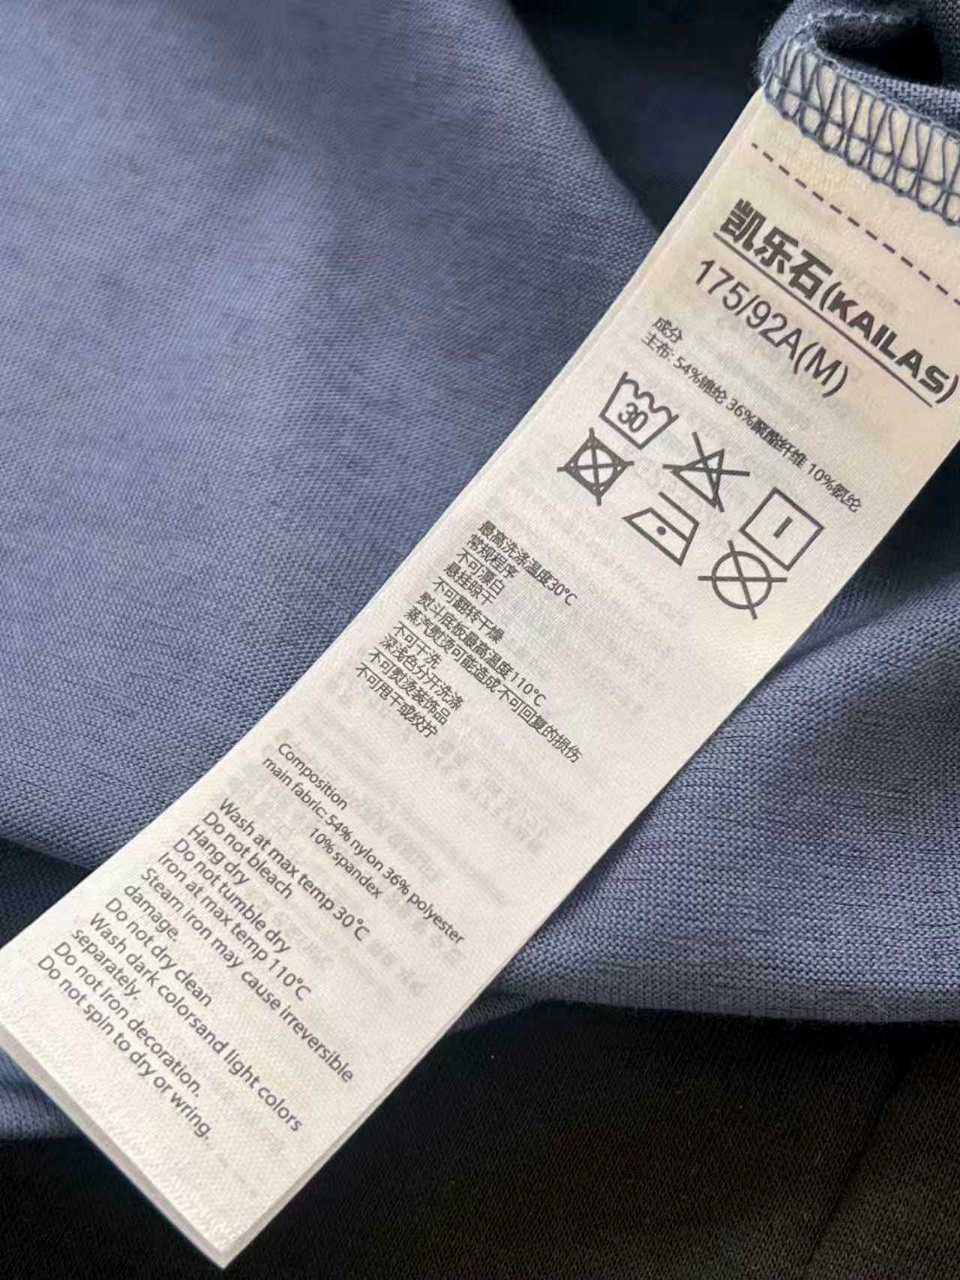 凯乐石(KAILAS)
175/92A(M)
成分
主布: 54%锦纶 36%聚酯纤维 10%氨纶
30
最高洗涤温度30℃
常规程序
不可漂白
悬挂晾干
不可翻转干燥
熨斗底板最高温度110℃
蒸汽熨烫可能造成不可回复的损伤
不可干洗
深浅色分开洗涤
不可熨烫装饰品
不可甩干或绞拧
Composition
main fabric: 54% nylon 36% polyester
10% spandex
Wash at max temp 30℃
Do not bleach
Hang dry
Do not tumble dry
Iron at max temp 110℃
Steam iron may cause irreversible
damage.
Do not dry clean
Wash dark colorsand light colors
separately.
Do not iron decoration.
Do not spin to dry or wring.